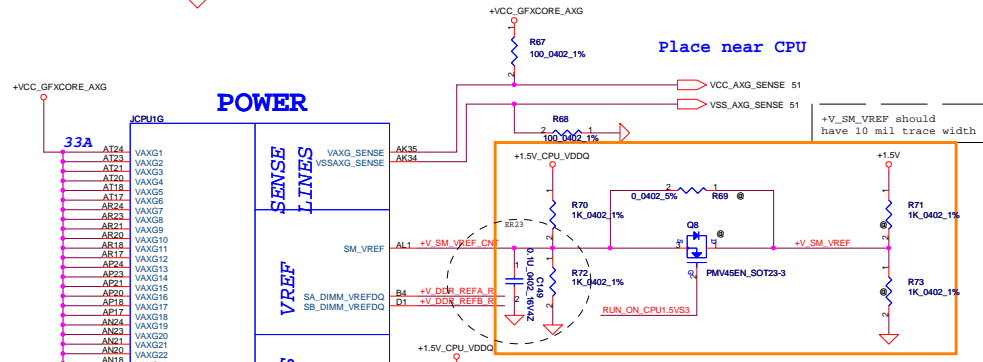 +VCC_GFXCORE_AXG
R67
100_0402_1%
Place near CPU
+VCC_GFXCORE_AXG
VCC_AXG_SENSE 51
POWER
VSS_AXG_SENSE 51
JCPU1G
+V_SM_VREF should
have 10 mil trace width
R68
100_0402_1%
33A
SENSE
LINES
VAXG_SENSE AK35
VSSAXG_SENSE AK34
AT24 VAXG1
AT23 VAXG2
AT21 VAXG3
AT20 VAXG4
AT18 VAXG5
AT17 VAXG6
AR24 VAXG7
AR23 VAXG8
AR21 VAXG9
AR20 VAXG10
AR18 VAXG11
AR17 VAXG12
AP24 VAXG13
AP23 VAXG14
AP21 VAXG15
AP20 VAXG16
AP18 VAXG17
AP17 VAXG18
AN24 VAXG19
AN23 VAXG20
AN21 VAXG21
AN20 VAXG22
AN18
+1.5V_CPU_VDDQ
+1.5V
0_0402_5%
R69 @
R70
1K_0402_1%
R71
1K_0402_1%
ER23
Q8
@
S
D
G
3
1
2
PMV45EN_SOT23-3
VREF
SM_VREF AL1 +V_SM_VREF_CNT
+V_SM_VREF
0.1U_0402_16V4Z
C149
R72
1K_0402_1%
R73
1K_0402_1%
@
SA_DIMM_VREFDQ B4 +V_DDR_REFA_R
SB_DIMM_VREFDQ D1 +V_DDR_REFB_R
RUN_ON_CPU1.5VS3
+1.5V_CPU_VDDQ